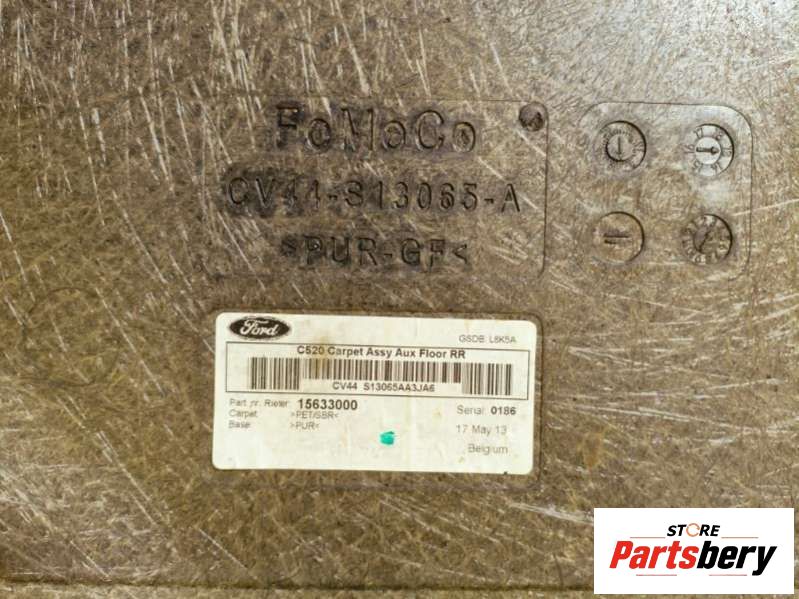 FoMoCo
CV44-S13065-A
>PUR-GF<
Ford
GSDB: L8K5A
C520 Carpet Assy Aux Floor RR
CV44 S13065AA3JA6
Part .nr. Rieter: 15633000
Serial: 0186
Carpet: >PET/SBR<
Base: >PUR<
17 May 13
Belgium
STORE
Partsbery